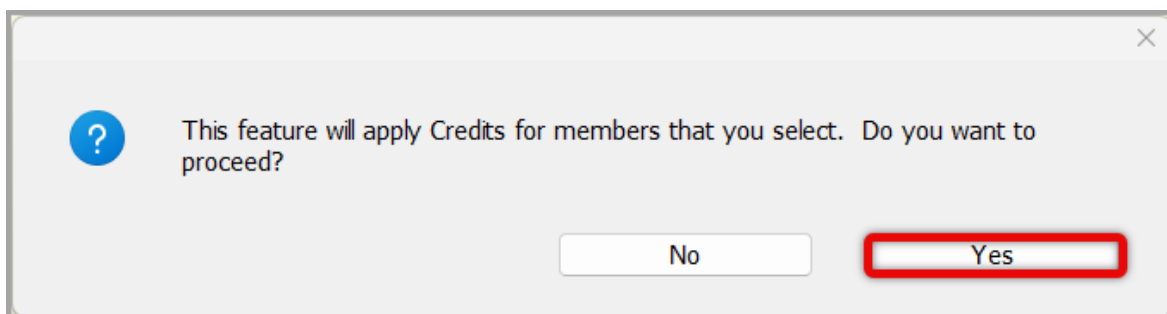 ?
This feature will apply Credits for members that you select.  Do you want to
proceed?
No
Yes